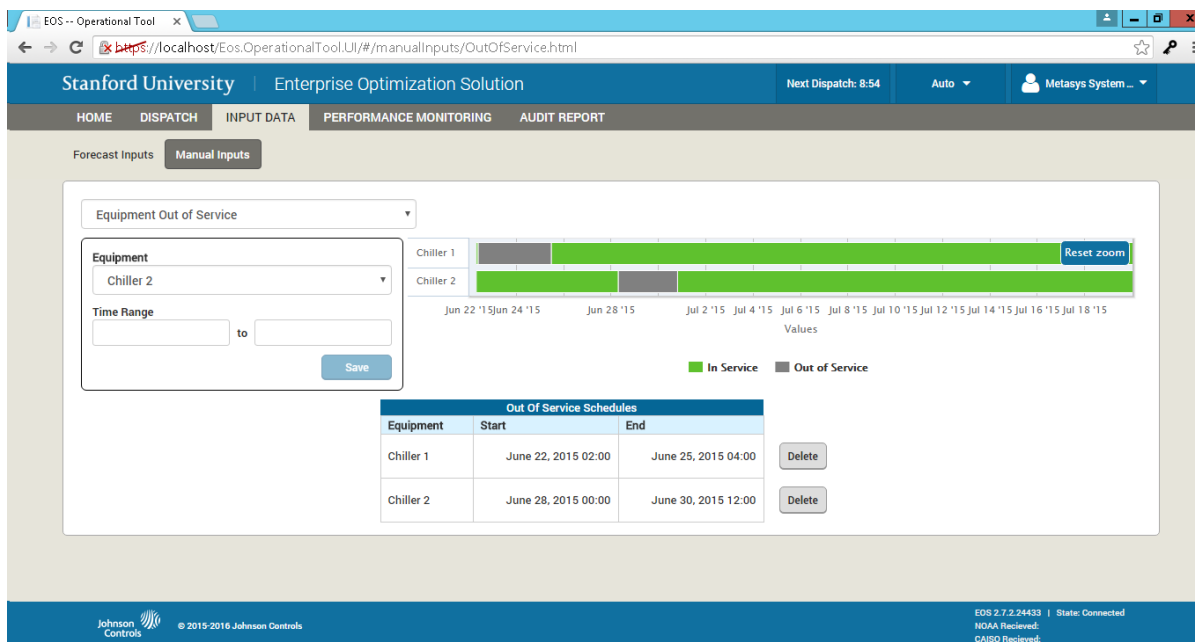 EOS -- Operational Tool x
https://localhost/Eos.OperationalTool.UI/#/manualInputs/OutOfService.html
Stanford University | Enterprise Optimization Solution Next Dispatch: 8:54 Auto Metasys System ...
HOME DISPATCH INPUT DATA PERFORMANCE MONITORING AUDIT REPORT
Forecast Inputs Manual Inputs
Equipment Out of Service
Equipment
Chiller 2
Time Range
to
Save
Chiller 1
Reset zoom
Chiller 2
Jun 22 '15 Jun 24 '15 Jun 28 '15 Jul 2 '15 Jul 4 '15 Jul 6 '15 Jul 8 '15 Jul 10 '15 Jul 12 '15 Jul 14 '15 Jul 16 '15 Jul 18 '15
Values
In Service Out of Service
Out Of Service Schedules
Equipment Start End
Chiller 1 June 22, 2015 02:00 June 25, 2015 04:00 Delete
Chiller 2 June 28, 2015 00:00 June 30, 2015 12:00 Delete
Johnson Controls © 2015-2016 Johnson Controls
EOS 2.7.2.24433 | State: Connected
NOAA Recieved:
CAISO Recieved: